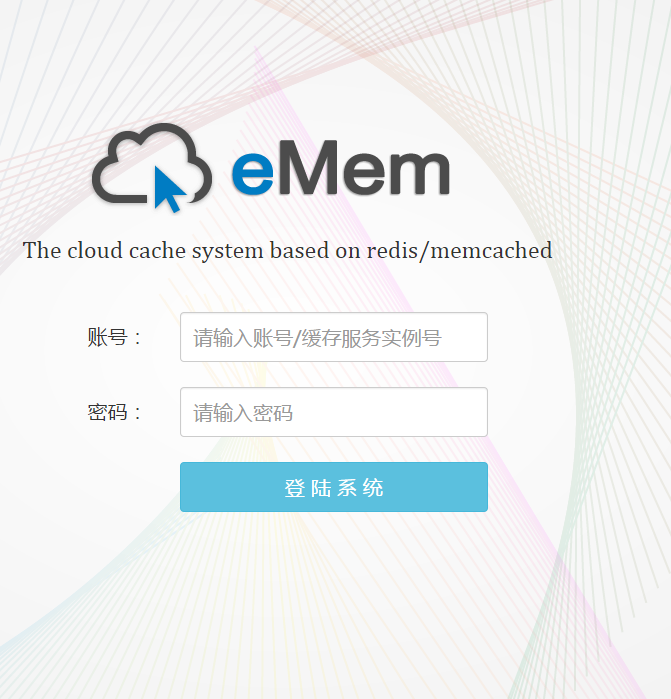 eMem
The cloud cache system based on redis/memcached
账号： 请输入账号/缓存服务实例号
密码： 请输入密码
登 陆 系 统